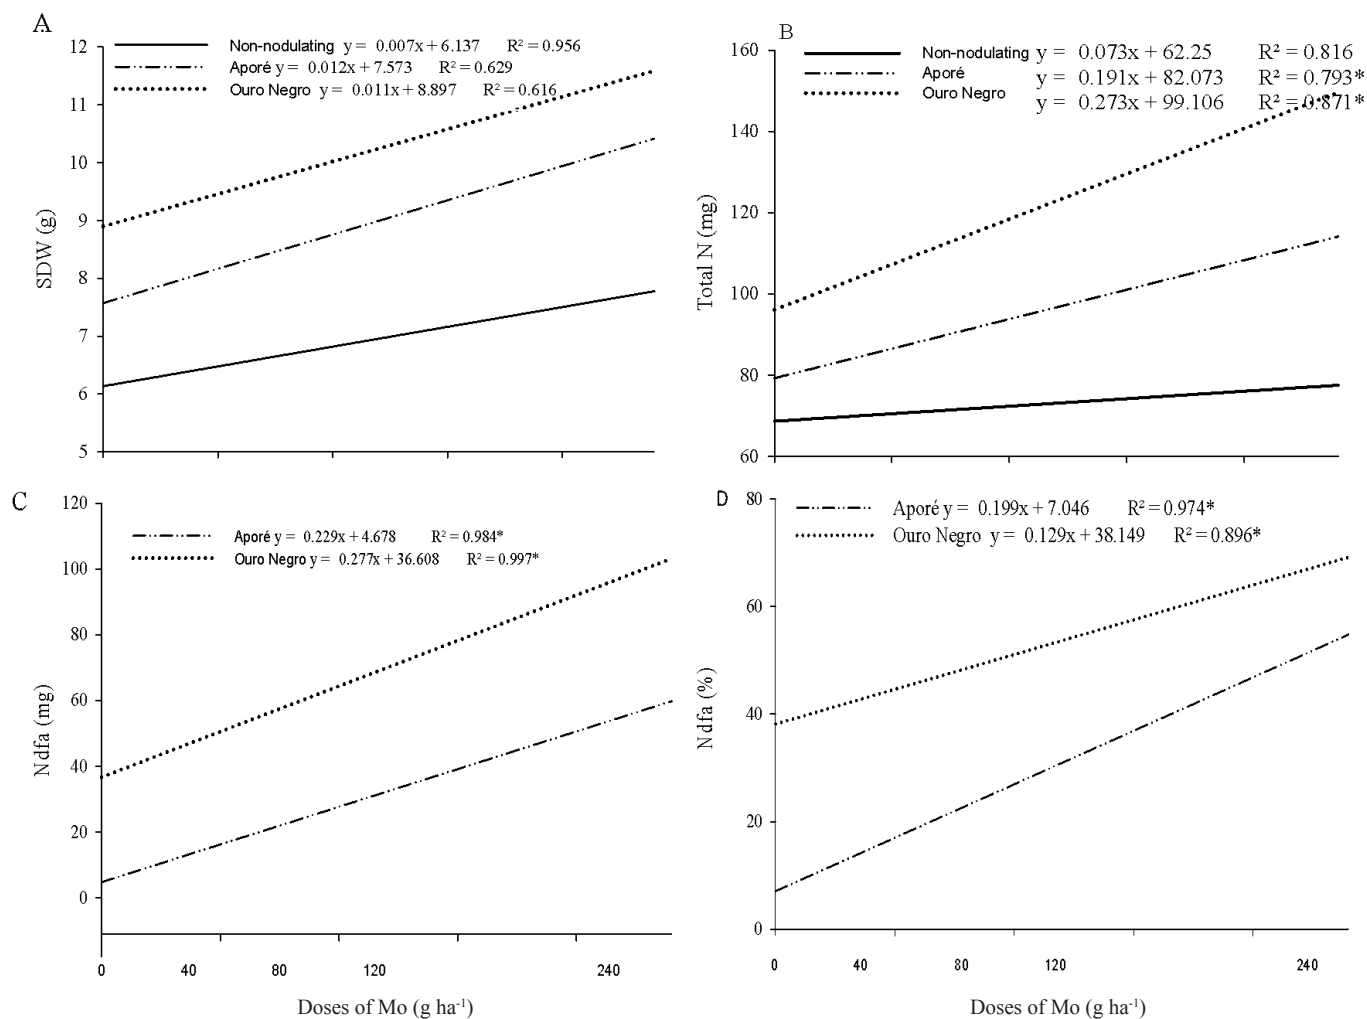 A
12
11
10
9
8
7
6
5
SDW (g)
Non-nodulating y = 0.007x + 6.137 R² = 0.956
Aporé y = 0.012x + 7.573 R² = 0.629
Ouro Negro y = 0.011x + 8.897 R² = 0.616
B
160
140
120
100
80
60
Total N (mg)
Non-nodulating y = 0.073x + 62.25 R² = 0.816
Aporé y = 0.191x + 82.073 R² = 0.793*
Ouro Negro y = 0.273x + 99.106 R² = 0.871*
C
120
100
80
60
40
20
0
Ndfa (mg)
Aporé y = 0.229x + 4.678 R² = 0.984*
Ouro Negro y = 0.277x + 36.608 R² = 0.997*
0 40 80 120 240
Doses of Mo (g ha⁻¹)
D
80
60
40
20
0
Ndfa (%)
Aporé y = 0.199x + 7.046 R² = 0.974*
Ouro Negro y = 0.129x + 38.149 R² = 0.896*
0 40 80 120 240
Doses of Mo (g ha⁻¹)